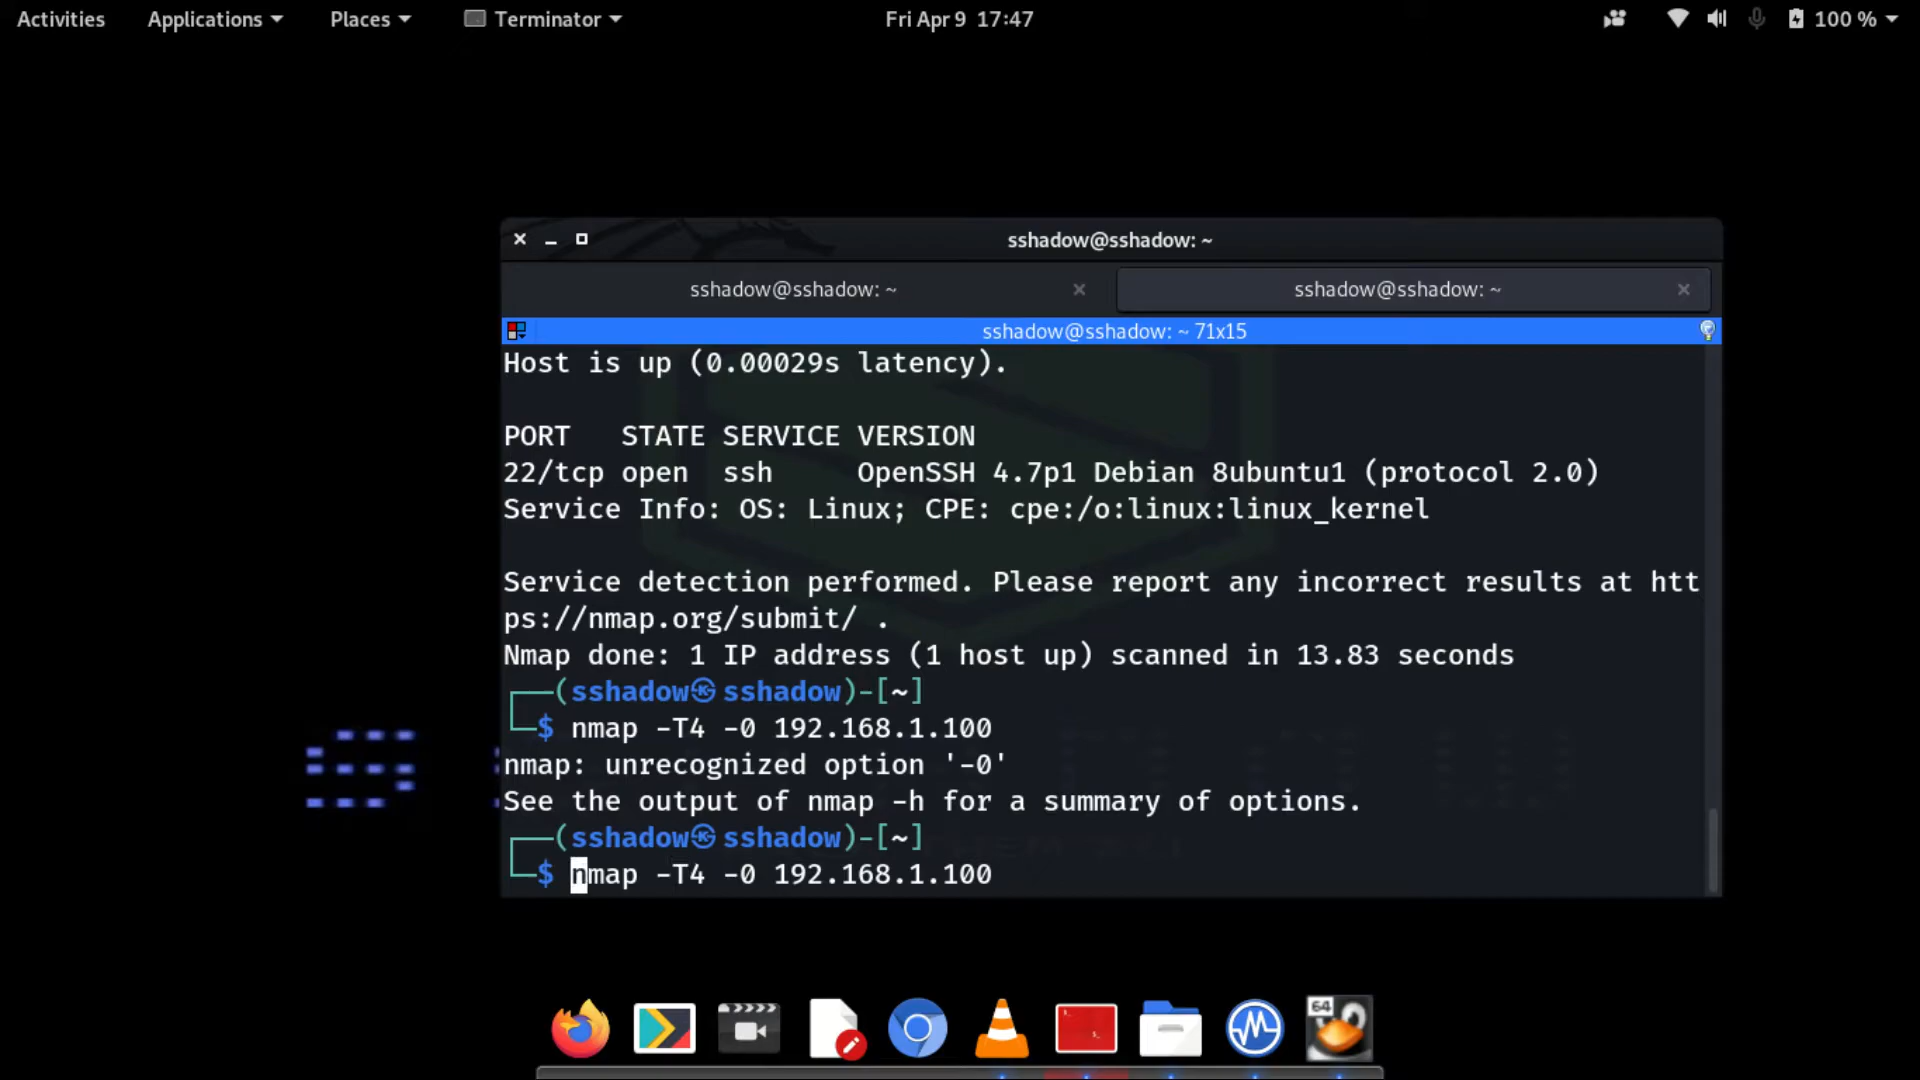 Activities Applications Places Terminator Fri Apr 9 17:47 100 %
sshadow@sshadow: ~
sshadow@sshadow: ~ sshadow@sshadow: ~
sshadow@sshadow: ~ 71x15
Host is up (0.00029s latency).
PORT STATE SERVICE VERSION
22/tcp open ssh OpenSSH 4.7p1 Debian 8ubuntu1 (protocol 2.0)
Service Info: OS: Linux; CPE: cpe:/o:linux:linux_kernel
Service detection performed. Please report any incorrect results at htt
ps://nmap.org/submit/ .
Nmap done: 1 IP address (1 host up) scanned in 13.83 seconds
┌──(sshadow㉿sshadow)-[~]
└─$ nmap -T4 -0 192.168.1.100
nmap: unrecognized option '-0'
See the output of nmap -h for a summary of options.
┌──(sshadow㉿sshadow)-[~]
└─$ nmap -T4 -0 192.168.1.100
64